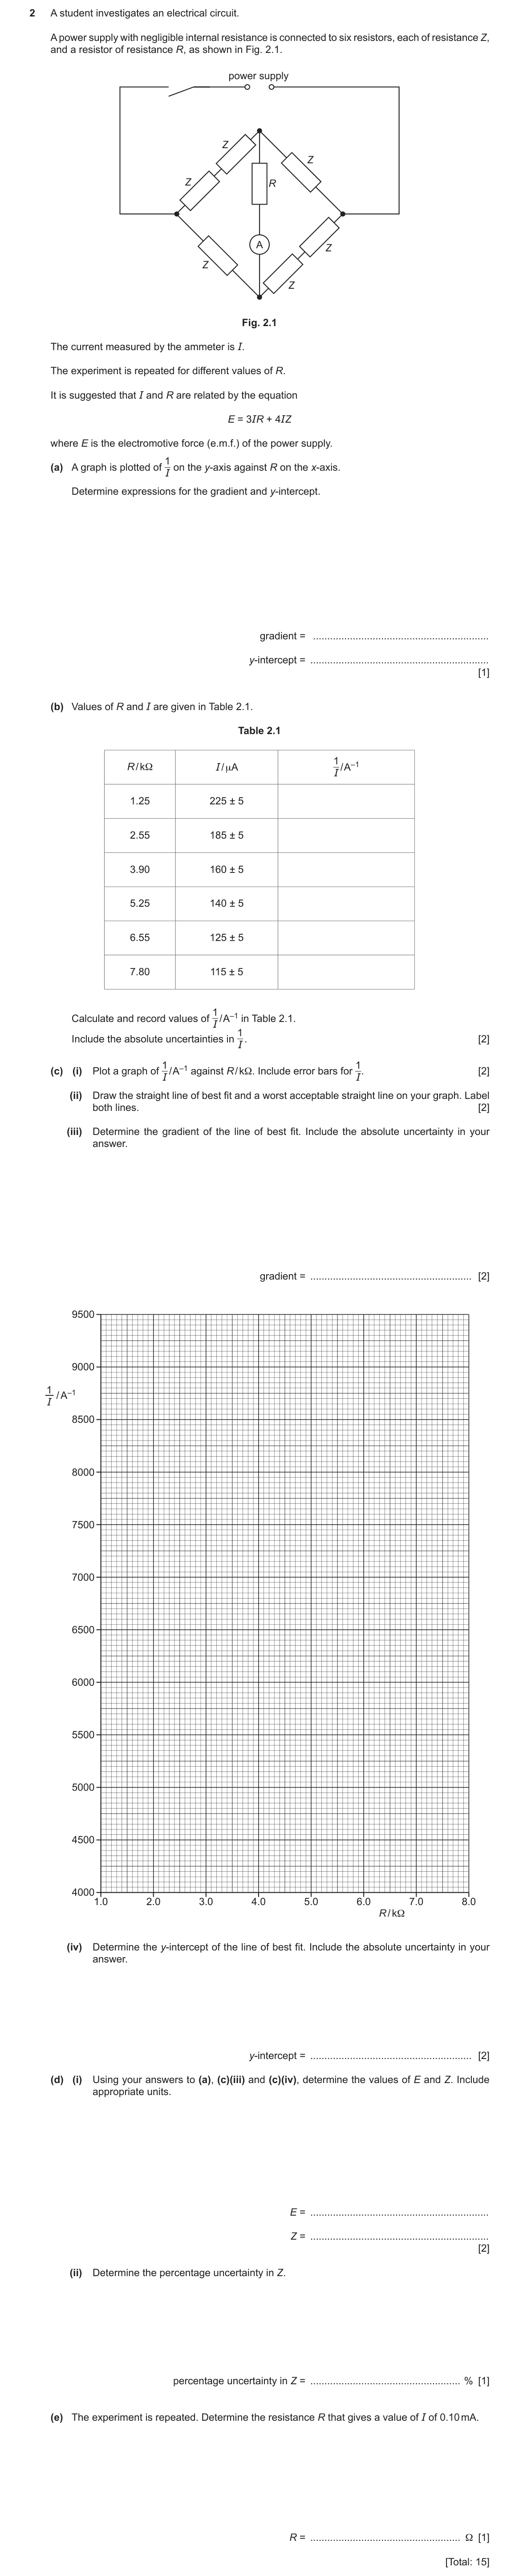 2 A student investigates an electrical circuit.
A power supply with negligible internal resistance is connected to six resistors, each of resistance Z,
and a resistor of resistance R, as shown in Fig. 2.1.
power supply
Z
Z
Z
R
A
Z
Z
Z
Fig. 2.1
The current measured by the ammeter is I.
The experiment is repeated for different values of R.
It is suggested that I and R are related by the equation
E = 3IR + 4IZ
where E is the electromotive force (e.m.f.) of the power supply.
(a) A graph is plotted of 1/I on the y-axis against R on the x-axis.
Determine expressions for the gradient and y-intercept.
gradient = ................................................................
y-intercept = ................................................................
[1]
(b) Values of R and I are given in Table 2.1.
Table 2.1
R/kΩ I/μA 1/I /A⁻¹
1.25 225 ± 5
2.55 185 ± 5
3.90 160 ± 5
5.25 140 ± 5
6.55 125 ± 5
7.80 115 ± 5
Calculate and record values of 1/I /A⁻¹ in Table 2.1.
Include the absolute uncertainties in 1/I. [2]
(c) (i) Plot a graph of 1/I /A⁻¹ against R/kΩ. Include error bars for 1/I. [2]
(ii) Draw the straight line of best fit and a worst acceptable straight line on your graph. Label
both lines. [2]
(iii) Determine the gradient of the line of best fit. Include the absolute uncertainty in your
answer.
gradient = .......................................................... [2]
9500
9000
1/I /A⁻¹
8500
8000
7500
7000
6500
6000
5500
5000
4500
4000
1.0 2.0 3.0 4.0 5.0 6.0 7.0 8.0
R/kΩ
(iv) Determine the y-intercept of the line of best fit. Include the absolute uncertainty in your
answer.
y-intercept = .......................................................... [2]
(d) (i) Using your answers to (a), (c)(iii) and (c)(iv), determine the values of E and Z. Include
appropriate units.
E = ................................................................
Z = ................................................................
[2]
(ii) Determine the percentage uncertainty in Z.
percentage uncertainty in Z = ..................................................... % [1]
(e) The experiment is repeated. Determine the resistance R that gives a value of I of 0.10 mA.
R = ..................................................... Ω [1]
[Total: 15]